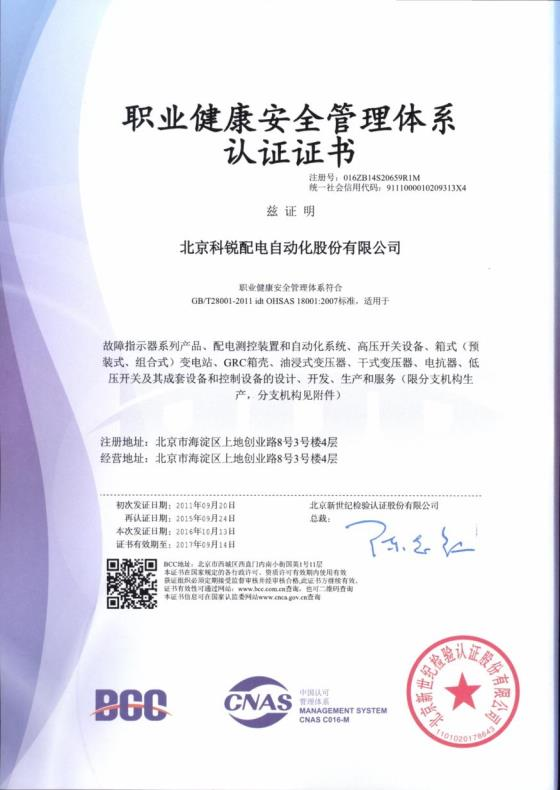 职业健康安全管理体系
认证证书
注册号：016ZB14S20659R1M
统一社会信用代码：9111000010209313X4
兹 证 明
北京科锐配电自动化股份有限公司
职业健康安全管理体系符合
GB/T28001-2011 idt OHSAS 18001:2007标准，适用于
故障指示器系列产品、配电测控装置和自动化系统、高压开关设备、箱式（预
装式、组合式）变电站、GRC箱壳、油浸式变压器、干式变压器、电抗器、低
压开关及其成套设备和控制设备的设计、开发、生产和服务（限分支机构生
产，分支机构见附件）
注册地址：北京市海淀区上地创业路8号3号楼4层
经营地址：北京市海淀区上地创业路8号3号楼4层
初次发证日期：2011年09月20日
再认证日期：2015年09月24日
本次发证日期：2016年10月13日
证书有效期至：2017年09月14日
北京新世纪检验认证股份有限公司
总裁：
BCC地址：北京市西城区西直门内南小街国英1号11层
本证书在国家规定的各行政许可、资质许可有效期内使用有效
获证组织必须定期接受监督审核并经审核合格,此证书方继续有效。
证书有效性可通过网站：www.bcc.com.cn查询，也可二维码查询
本证书信息可在国家认监委网站www.cnca.gov.cn查询
BCC
CNAS
中国认可
管理体系
MANAGEMENT SYSTEM
CNAS C016-M
北京新世纪检验认证股份有限公司
1101020178643